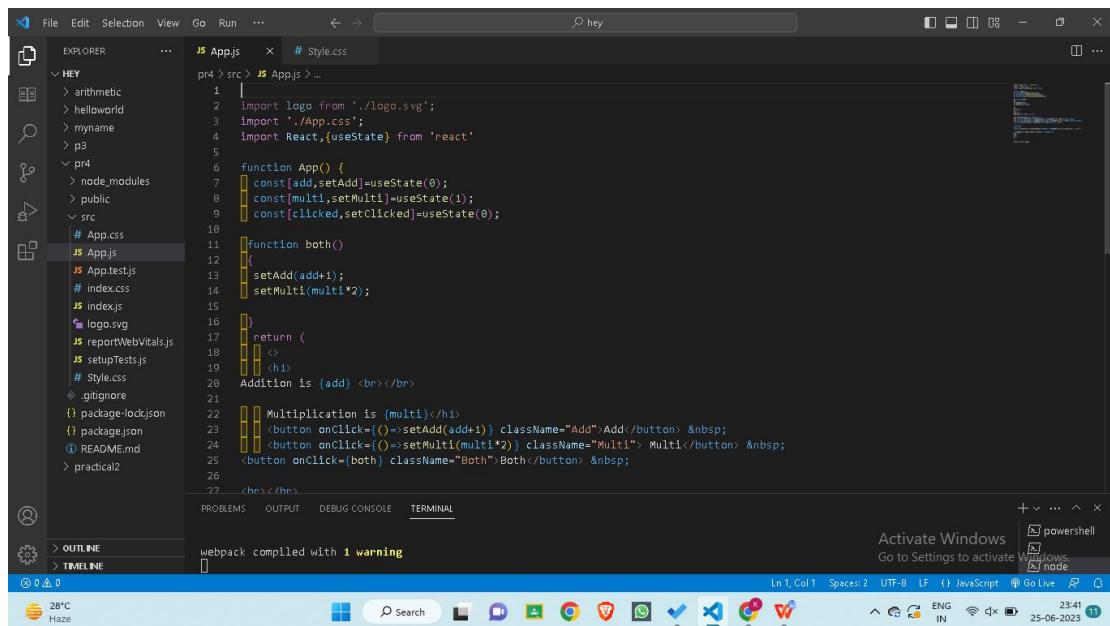 File Edit Selection View Go Run ··· hey
EXPLORER ···
JS App.js × # Style.css
pr4 > src > JS App.js > ...
HEY
arithmetic
helloworld
myname
p3
pr4
node_modules
public
src
# App.css
JS App.js
JS App.test.js
# index.css
JS index.js
logo.svg
JS reportWebVitals.js
JS setupTests.js
# Style.css
.gitignore
{} package-lock.json
{} package.json
README.md
practical2
OUTLINE
TIMELINE
1
2 import logo from './logo.svg';
3 import './App.css';
4 import React,{useState} from 'react'
5
6 function App() {
7 const[add,setAdd]=useState(0);
8 const[multi,setMulti]=useState(1);
9 const[clicked,setClicked]=useState(0);
10
11 function both()
12 {
13 setAdd(add+1);
14 setMulti(multi*2);
15
16 }
17 return (
18 <>
19 <h1>
20 Addition is {add} <br></br>
21
22 Multiplication is {multi}</h1>
23 <button onClick={()=>setAdd(add+1)} className="Add">Add</button> &nbsp;
24 <button onClick={()=>setMulti(multi*2)} className="Multi"> Multi</button> &nbsp;
25 <button onClick={both} className="Both">Both</button> &nbsp;
26
27 <br></br>
PROBLEMS OUTPUT DEBUG CONSOLE TERMINAL
webpack compiled with 1 warning
powershell
node
Activate Windows
Go to Settings to activate Windows.
0 0
Ln 1, Col 1 Spaces: 2 UTF-8 LF {} JavaScript Go Live
28°C
Haze
Search
ENG
IN
23:41
25-06-2023
11